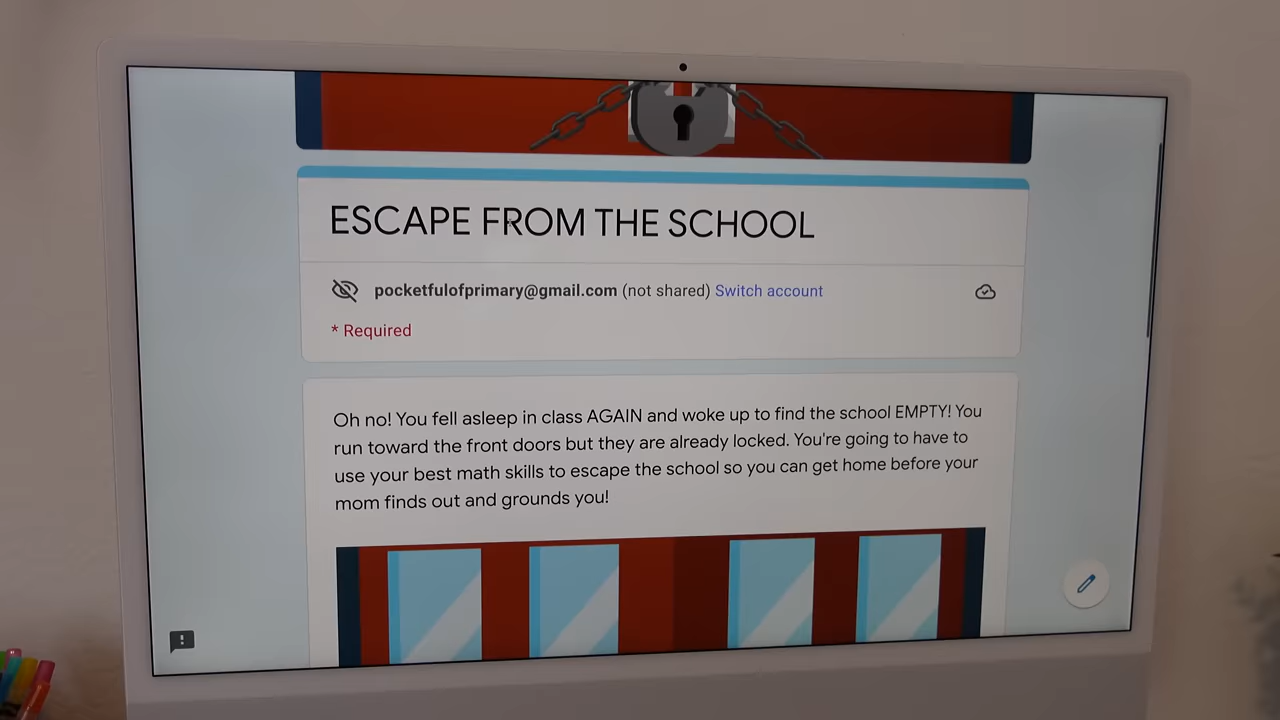 ESCAPE FROM THE SCHOOL
pocketfulofprimary@gmail.com (not shared) Switch account
* Required
Oh no! You fell asleep in class AGAIN and woke up to find the school EMPTY! You
run toward the front doors but they are already locked. You're going to have to
use your best math skills to escape the school so you can get home before your
mom finds out and grounds you!